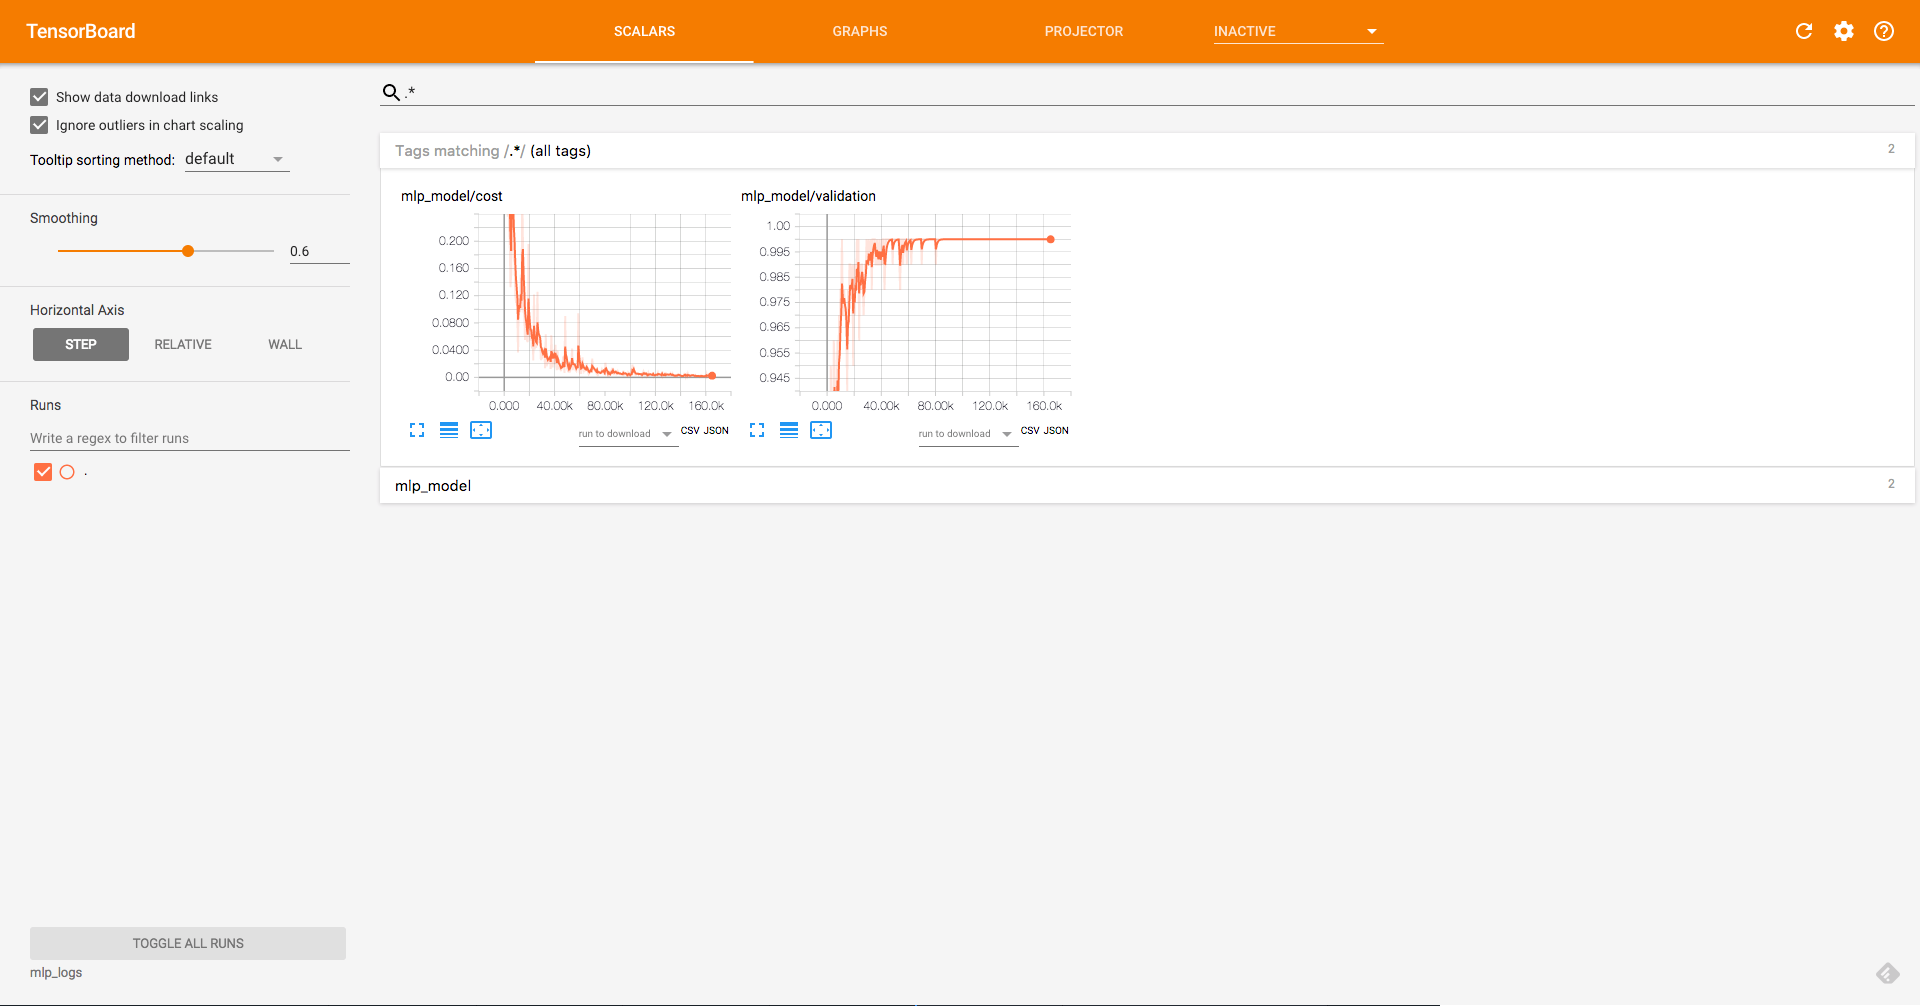 TensorBoard
SCALARS
GRAPHS
PROJECTOR
INACTIVE
Show data download links
Ignore outliers in chart scaling
Tooltip sorting method: default
Smoothing
0.6
Horizontal Axis
STEP
RELATIVE
WALL
Runs
Write a regex to filter runs
.
TOGGLE ALL RUNS
mlp_logs
.*
Tags matching /.*/ (all tags)
2
mlp_model/cost
0.200
0.160
0.120
0.0800
0.0400
0.00
0.000 40.00k 80.00k 120.0k 160.0k
run to download CSV JSON
mlp_model/validation
1.00
0.995
0.985
0.975
0.965
0.955
0.945
0.000 40.00k 80.00k 120.0k 160.0k
run to download CSV JSON
mlp_model
2